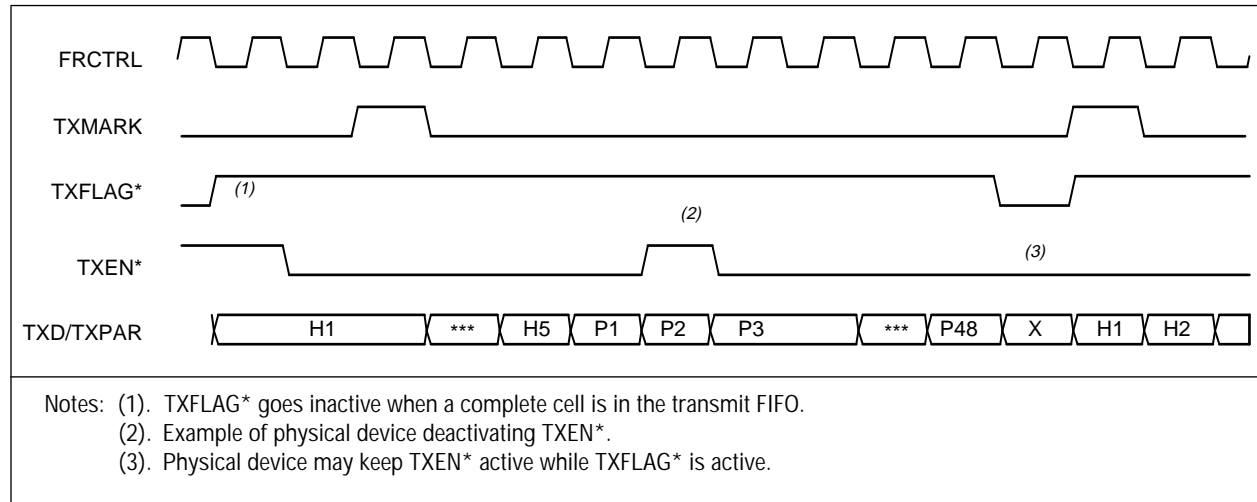 FRCTRL
TXMARK
TXFLAG*
(1)
(2)
TXEN*
(3)
TXD/TXPAR H1 *** H5 P1 P2 P3 *** P48 X H1 H2
Notes: (1). TXFLAG* goes inactive when a complete cell is in the transmit FIFO.
(2). Example of physical device deactivating TXEN*.
(3). Physical device may keep TXEN* active while TXFLAG* is active.